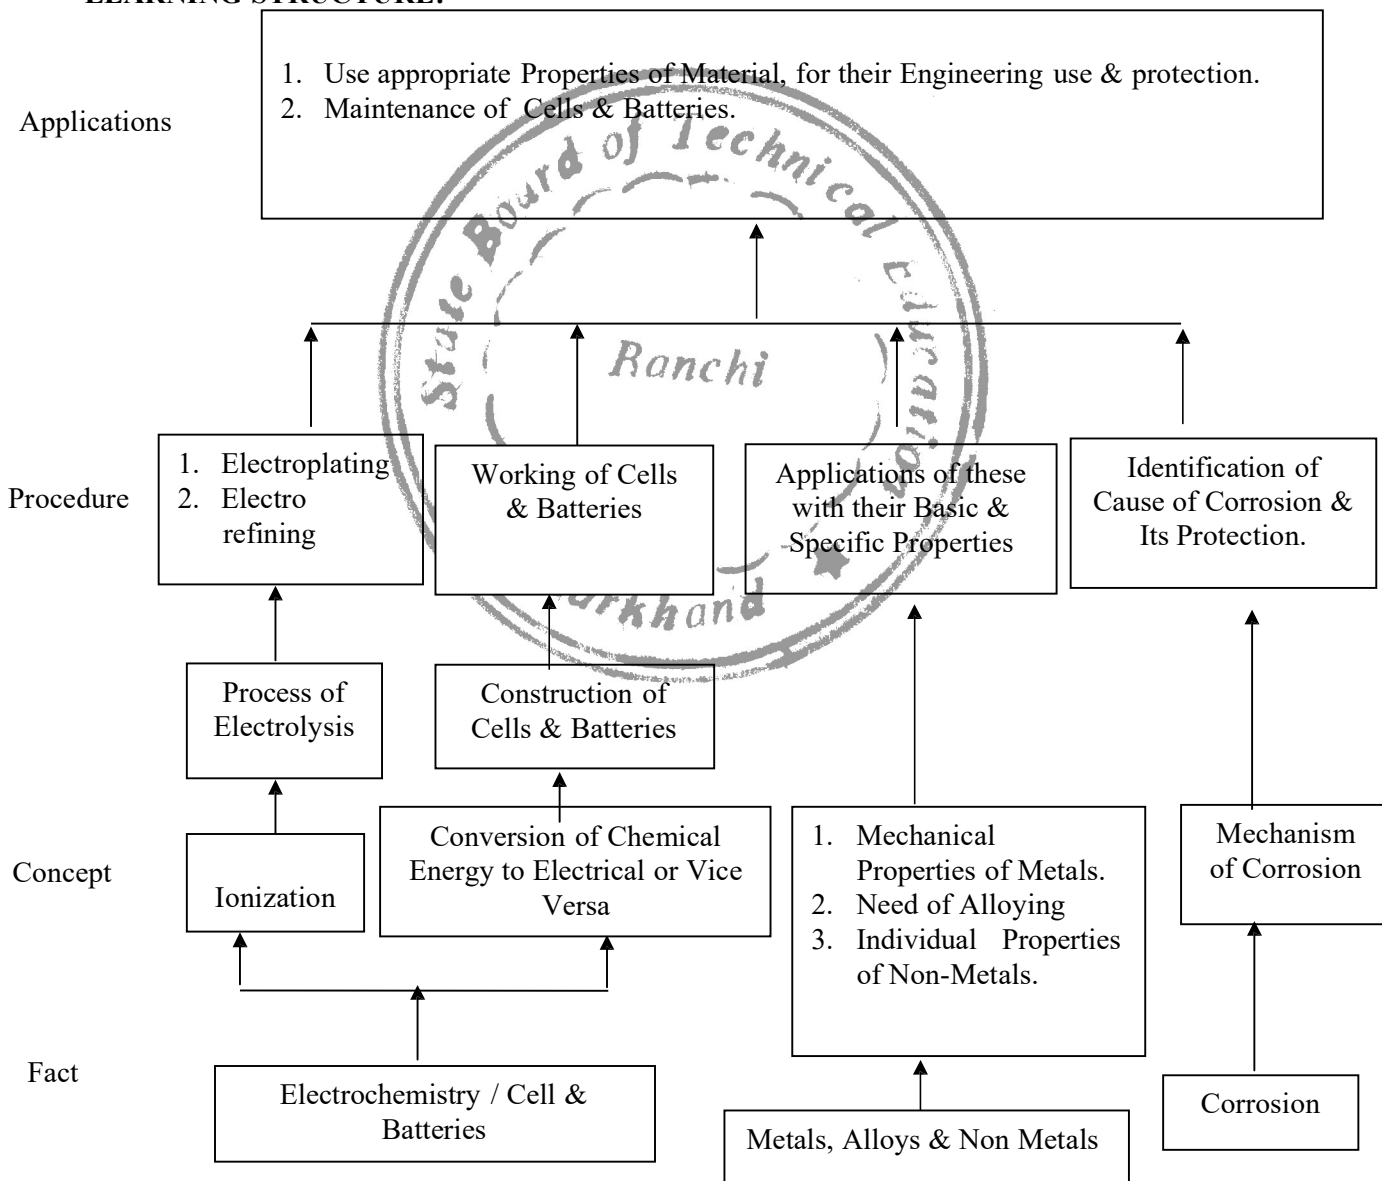 LEARNING STRUCTURE:
1. Use appropriate Properties of Material, for their Engineering use & protection.
2. Maintenance of Cells & Batteries.
Applications
State Board of Technical Education
Ranchi
Procedure
1. Electroplating
2. Electro
refining
Working of Cells
& Batteries
Applications of these
with their Basic &
Specific Properties
Identification of
Cause of Corrosion &
Its Protection.
Process of
Electrolysis
Construction of
Cells & Batteries
Concept
Ionization
Conversion of Chemical
Energy to Electrical or Vice
Versa
1. Mechanical
Properties of Metals.
2. Need of Alloying
3. Individual Properties
of Non-Metals.
Mechanism
of Corrosion
Fact
Electrochemistry / Cell &
Batteries
Metals, Alloys & Non Metals
Corrosion